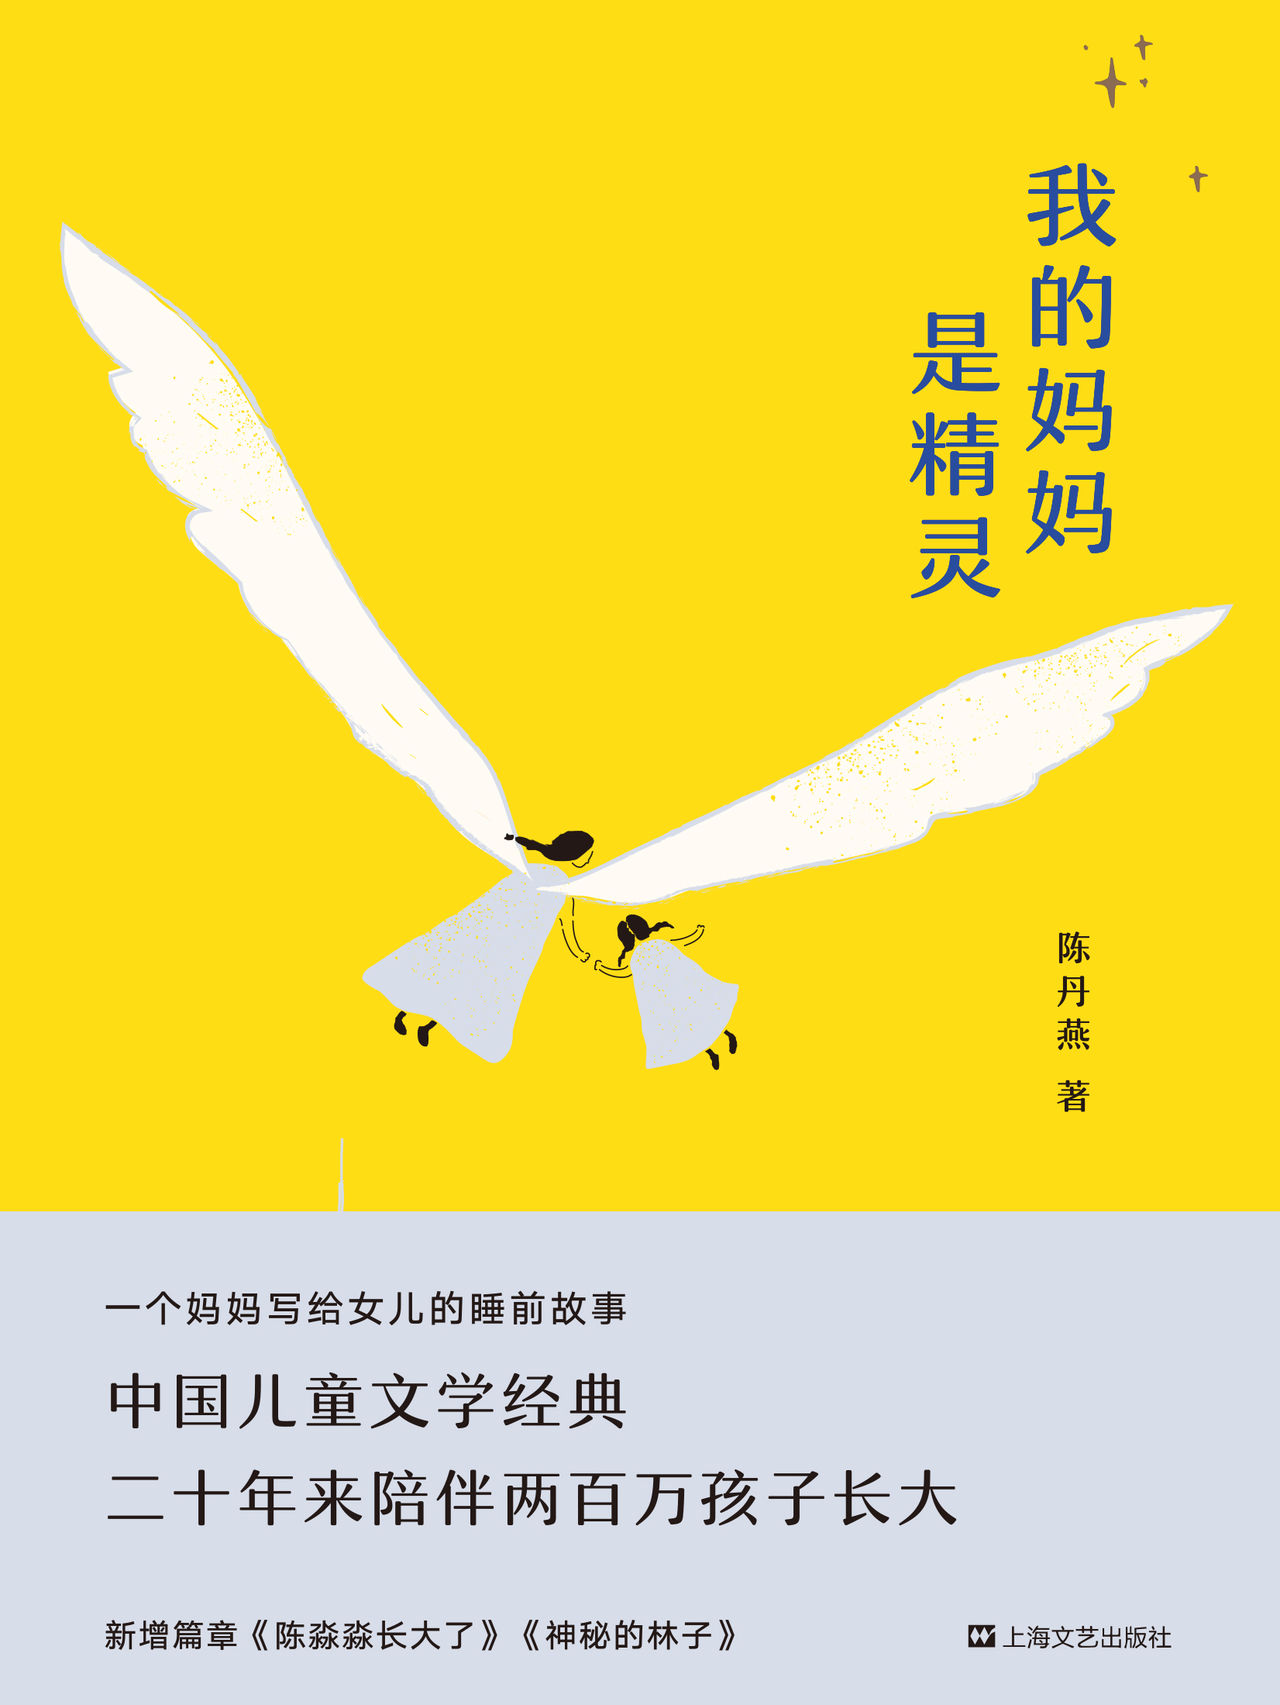 我的妈妈
是精灵
陈丹燕 著
一个妈妈写给女儿的睡前故事
中国儿童文学经典
二十年来陪伴两百万孩子长大
新增篇章《陈淼淼长大了》《神秘的林子》
上海文艺出版社